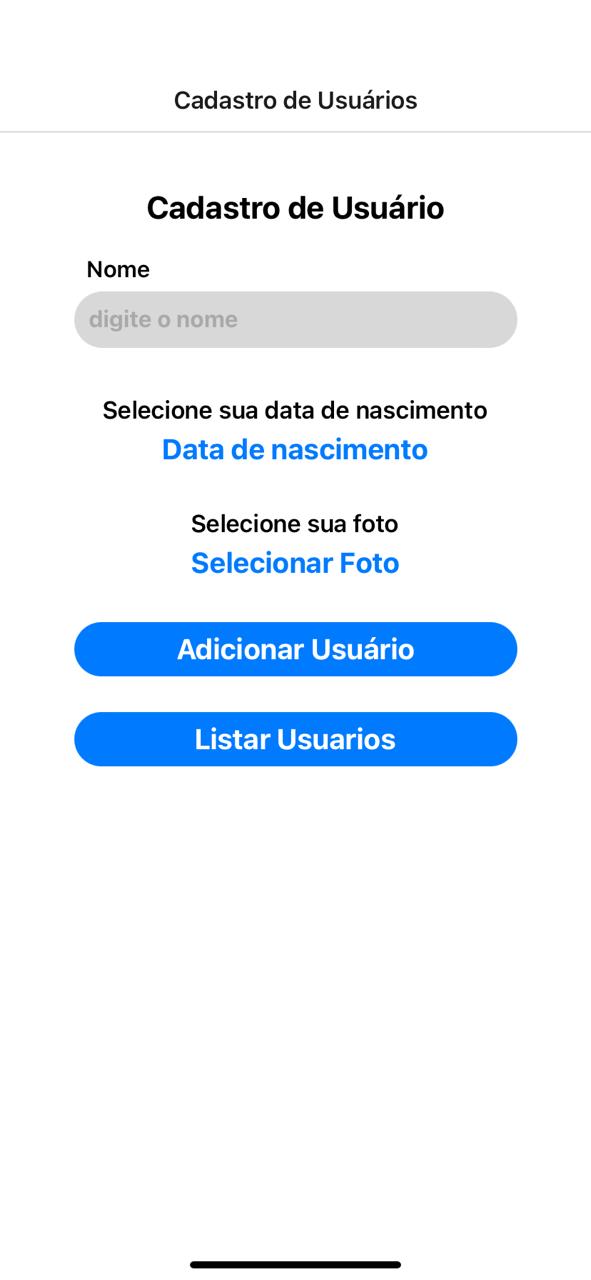 Cadastro de Usuários
Cadastro de Usuário
Nome
digite o nome
Selecione sua data de nascimento
Data de nascimento
Selecione sua foto
Selecionar Foto
Adicionar Usuário
Listar Usuarios